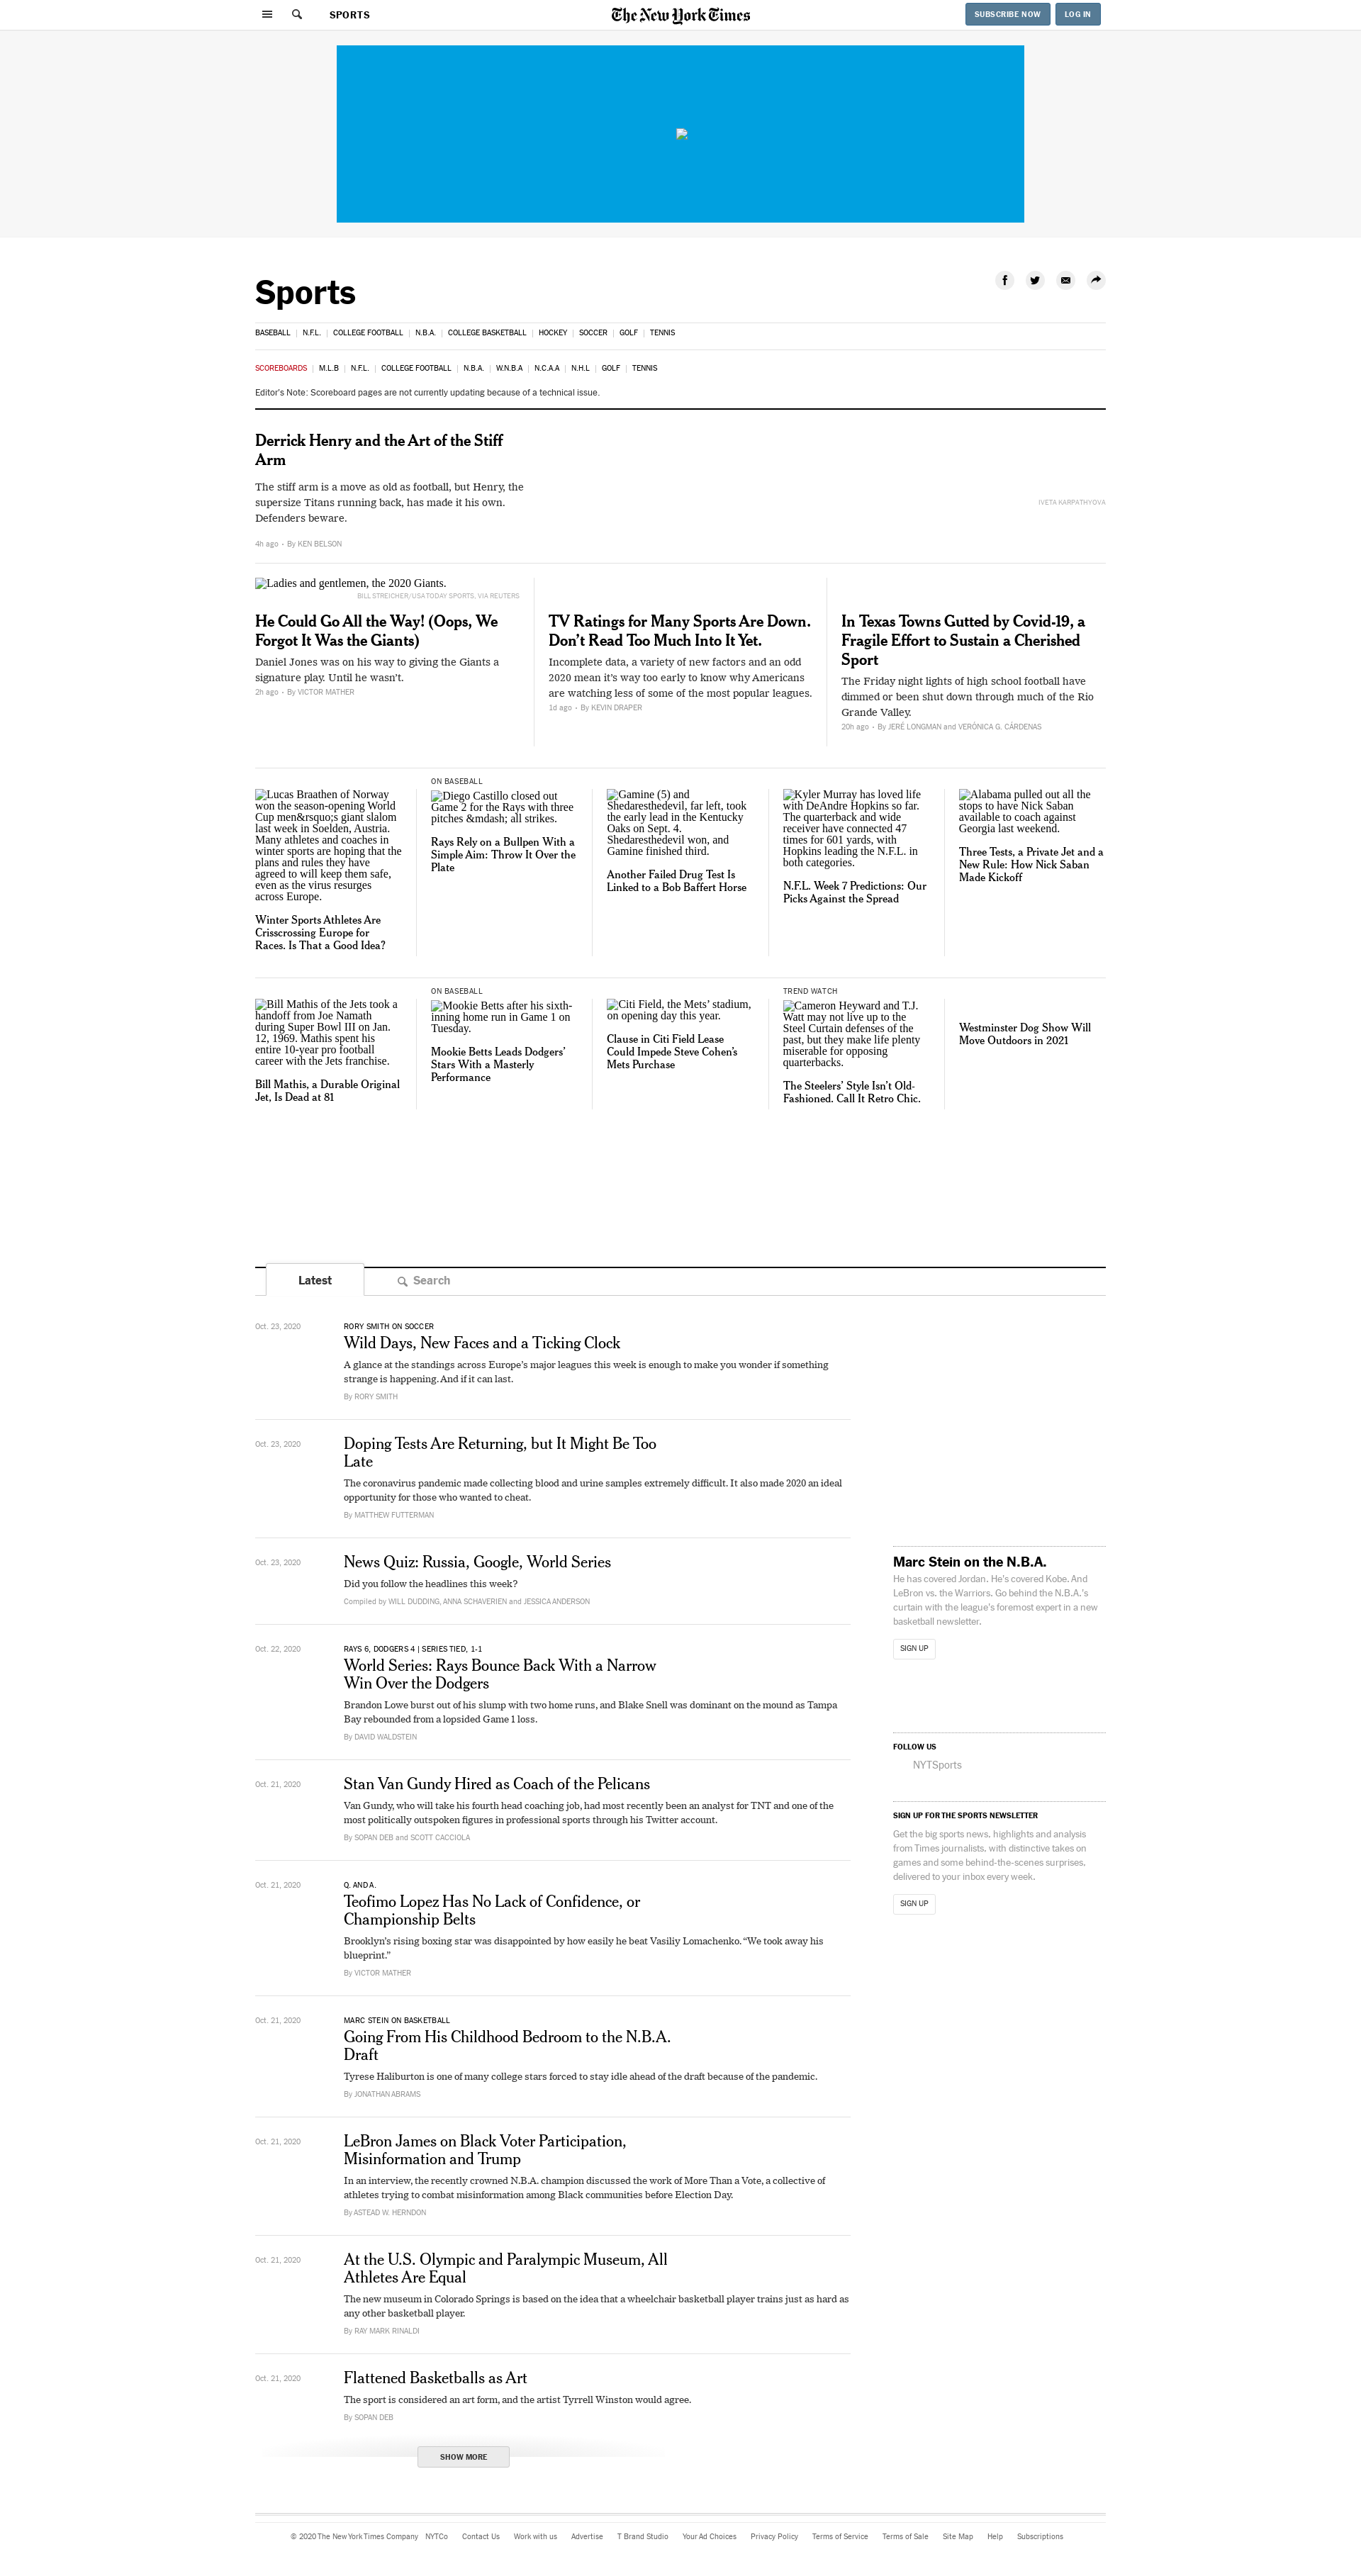 SPORTS
The New York Times
SUBSCRIBE NOW
LOG IN
Sports
BASEBALL
N.F.L.
COLLEGE FOOTBALL
N.B.A.
COLLEGE BASKETBALL
HOCKEY
SOCCER
GOLF
TENNIS
SCOREBOARDS
M.L.B
N.F.L.
COLLEGE FOOTBALL
N.B.A.
W.N.B.A
N.C.A.A
N.H.L
GOLF
TENNIS
Editor's Note: Scoreboard pages are not currently updating because of a technical issue.
Derrick Henry and the Art of the Stiff
Arm
The stiff arm is a move as old as football, but Henry, the
supersize Titans running back, has made it his own.
Defenders beware.
4h ago • By KEN BELSON
IVETA KARPATHYOVA
Ladies and gentlemen, the 2020 Giants.
BILL STREICHER/USA TODAY SPORTS, VIA REUTERS
He Could Go All the Way! (Oops, We
Forgot It Was the Giants)
Daniel Jones was on his way to giving the Giants a
signature play. Until he wasn't.
2h ago • By VICTOR MATHER
TV Ratings for Many Sports Are Down.
Don't Read Too Much Into It Yet.
Incomplete data, a variety of new factors and an odd
2020 mean it's way too early to know why Americans
are watching less of some of the most popular leagues.
1d ago • By KEVIN DRAPER
In Texas Towns Gutted by Covid-19, a
Fragile Effort to Sustain a Cherished
Sport
The Friday night lights of high school football have
dimmed or been shut down through much of the Rio
Grande Valley.
20h ago • By JERÉ LONGMAN and VERÓNICA G. CÁRDENAS
Lucas Braathen of Norway
won the season-opening World
Cup men&rsquo;s giant slalom
last week in Soelden, Austria.
Many athletes and coaches in
winter sports are hoping that the
plans and rules they have
agreed to will keep them safe,
even as the virus resurges
across Europe.
Winter Sports Athletes Are
Crisscrossing Europe for
Races. Is That a Good Idea?
ON BASEBALL
Diego Castillo closed out
Game 2 for the Rays with three
pitches &mdash; all strikes.
Rays Rely on a Bullpen With a
Simple Aim: Throw It Over the
Plate
Gamine (5) and
Shedaresthedevil, far left, took
the early lead in the Kentucky
Oaks on Sept. 4.
Shedaresthedevil won, and
Gamine finished third.
Another Failed Drug Test Is
Linked to a Bob Baffert Horse
Kyler Murray has loved life
with DeAndre Hopkins so far.
The quarterback and wide
receiver have connected 47
times for 601 yards, with
Hopkins leading the N.F.L. in
both categories.
N.F.L. Week 7 Predictions: Our
Picks Against the Spread
Alabama pulled out all the
stops to have Nick Saban
available to coach against
Georgia last weekend.
Three Tests, a Private Jet and a
New Rule: How Nick Saban
Made Kickoff
Bill Mathis of the Jets took a
handoff from Joe Namath
during Super Bowl III on Jan.
12, 1969. Mathis spent his
entire 10-year pro football
career with the Jets franchise.
Bill Mathis, a Durable Original
Jet, Is Dead at 81
ON BASEBALL
Mookie Betts after his sixth-
inning home run in Game 1 on
Tuesday.
Mookie Betts Leads Dodgers'
Stars With a Masterly
Performance
Citi Field, the Mets' stadium,
on opening day this year.
Clause in Citi Field Lease
Could Impede Steve Cohen's
Mets Purchase
TREND WATCH
Cameron Heyward and T.J.
Watt may not live up to the
Steel Curtain defenses of the
past, but they make life plenty
miserable for opposing
quarterbacks.
The Steelers' Style Isn't Old-
Fashioned. Call It Retro Chic.
Westminster Dog Show Will
Move Outdoors in 2021
Latest
Search
Oct. 23, 2020
RORY SMITH ON SOCCER
Wild Days, New Faces and a Ticking Clock
A glance at the standings across Europe's major leagues this week is enough to make you wonder if something
strange is happening. And if it can last.
By RORY SMITH
Oct. 23, 2020
Doping Tests Are Returning, but It Might Be Too
Late
The coronavirus pandemic made collecting blood and urine samples extremely difficult. It also made 2020 an ideal
opportunity for those who wanted to cheat.
By MATTHEW FUTTERMAN
Oct. 23, 2020
News Quiz: Russia, Google, World Series
Did you follow the headlines this week?
Compiled by WILL DUDDING, ANNA SCHAVERIEN and JESSICA ANDERSON
Oct. 22, 2020
RAYS 6, DODGERS 4 | SERIES TIED, 1-1
World Series: Rays Bounce Back With a Narrow
Win Over the Dodgers
Brandon Lowe burst out of his slump with two home runs, and Blake Snell was dominant on the mound as Tampa
Bay rebounded from a lopsided Game 1 loss.
By DAVID WALDSTEIN
Oct. 21, 2020
Stan Van Gundy Hired as Coach of the Pelicans
Van Gundy, who will take his fourth head coaching job, had most recently been an analyst for TNT and one of the
most politically outspoken figures in professional sports through his Twitter account.
By SOPAN DEB and SCOTT CACCIOLA
Oct. 21, 2020
Q. AND A.
Teofimo Lopez Has No Lack of Confidence, or
Championship Belts
Brooklyn's rising boxing star was disappointed by how easily he beat Vasiliy Lomachenko. "We took away his
blueprint."
By VICTOR MATHER
Oct. 21, 2020
MARC STEIN ON BASKETBALL
Going From His Childhood Bedroom to the N.B.A.
Draft
Tyrese Haliburton is one of many college stars forced to stay idle ahead of the draft because of the pandemic.
By JONATHAN ABRAMS
Oct. 21, 2020
LeBron James on Black Voter Participation,
Misinformation and Trump
In an interview, the recently crowned N.B.A. champion discussed the work of More Than a Vote, a collective of
athletes trying to combat misinformation among Black communities before Election Day.
By ASTEAD W. HERNDON
Oct. 21, 2020
At the U.S. Olympic and Paralympic Museum, All
Athletes Are Equal
The new museum in Colorado Springs is based on the idea that a wheelchair basketball player trains just as hard as
any other basketball player.
By RAY MARK RINALDI
Oct. 21, 2020
Flattened Basketballs as Art
The sport is considered an art form, and the artist Tyrrell Winston would agree.
By SOPAN DEB
SHOW MORE
Marc Stein on the N.B.A.
He has covered Jordan. He's covered Kobe. And
LeBron vs. the Warriors. Go behind the N.B.A.'s
curtain with the league's foremost expert in a new
basketball newsletter.
SIGN UP
FOLLOW US
NYTSports
SIGN UP FOR THE SPORTS NEWSLETTER
Get the big sports news, highlights and analysis
from Times journalists, with distinctive takes on
games and some behind-the-scenes surprises,
delivered to your inbox every week.
SIGN UP
© 2020 The New York Times Company
NYTCo
Contact Us
Work with us
Advertise
T Brand Studio
Your Ad Choices
Privacy Policy
Terms of Service
Terms of Sale
Site Map
Help
Subscriptions